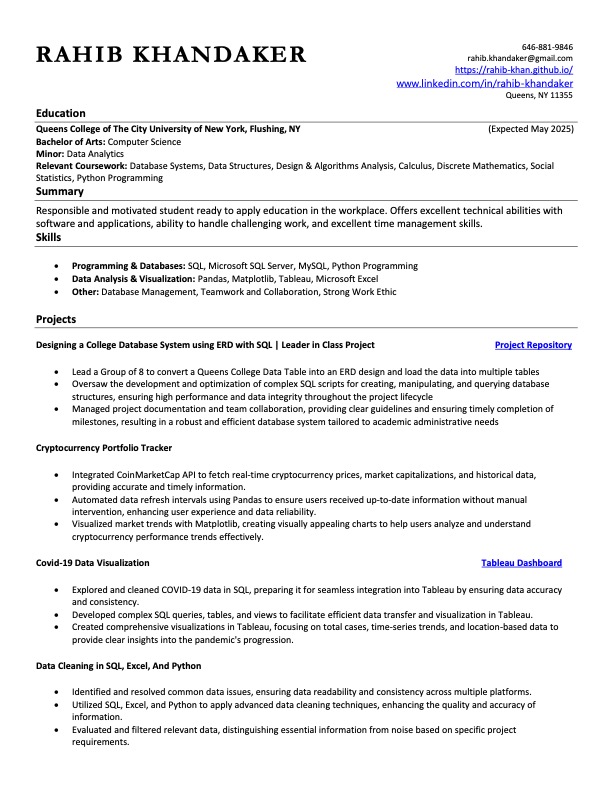 RAHIB KHANDAKER
646-881-9846
rahib.khandaker@gmail.com
https://rahib-khan.github.io/
www.linkedin.com/in/rahib-khandaker
Queens, NY 11355
Education
Queens College of The City University of New York, Flushing, NY (Expected May 2025)
Bachelor of Arts: Computer Science
Minor: Data Analytics
Relevant Coursework: Database Systems, Data Structures, Design & Algorithms Analysis, Calculus, Discrete Mathematics, Social
Statistics, Python Programming
Summary
Responsible and motivated student ready to apply education in the workplace. Offers excellent technical abilities with
software and applications, ability to handle challenging work, and excellent time management skills.
Skills
• Programming & Databases: SQL, Microsoft SQL Server, MySQL, Python Programming
• Data Analysis & Visualization: Pandas, Matplotlib, Tableau, Microsoft Excel
• Other: Database Management, Teamwork and Collaboration, Strong Work Ethic
Projects
Designing a College Database System using ERD with SQL | Leader in Class Project Project Repository
• Lead a Group of 8 to convert a Queens College Data Table into an ERD design and load the data into multiple tables
• Oversaw the development and optimization of complex SQL scripts for creating, manipulating, and querying database
structures, ensuring high performance and data integrity throughout the project lifecycle
• Managed project documentation and team collaboration, providing clear guidelines and ensuring timely completion of
milestones, resulting in a robust and efficient database system tailored to academic administrative needs
Cryptocurrency Portfolio Tracker
• Integrated CoinMarketCap API to fetch real-time cryptocurrency prices, market capitalizations, and historical data,
providing accurate and timely information.
• Automated data refresh intervals using Pandas to ensure users received up-to-date information without manual
intervention, enhancing user experience and data reliability.
• Visualized market trends with Matplotlib, creating visually appealing charts to help users analyze and understand
cryptocurrency performance trends effectively.
Covid-19 Data Visualization Tableau Dashboard
• Explored and cleaned COVID-19 data in SQL, preparing it for seamless integration into Tableau by ensuring data accuracy
and consistency.
• Developed complex SQL queries, tables, and views to facilitate efficient data transfer and visualization in Tableau.
• Created comprehensive visualizations in Tableau, focusing on total cases, time-series trends, and location-based data to
provide clear insights into the pandemic's progression.
Data Cleaning in SQL, Excel, And Python
• Identified and resolved common data issues, ensuring data readability and consistency across multiple platforms.
• Utilized SQL, Excel, and Python to apply advanced data cleaning techniques, enhancing the quality and accuracy of
information.
• Evaluated and filtered relevant data, distinguishing essential information from noise based on specific project
requirements.